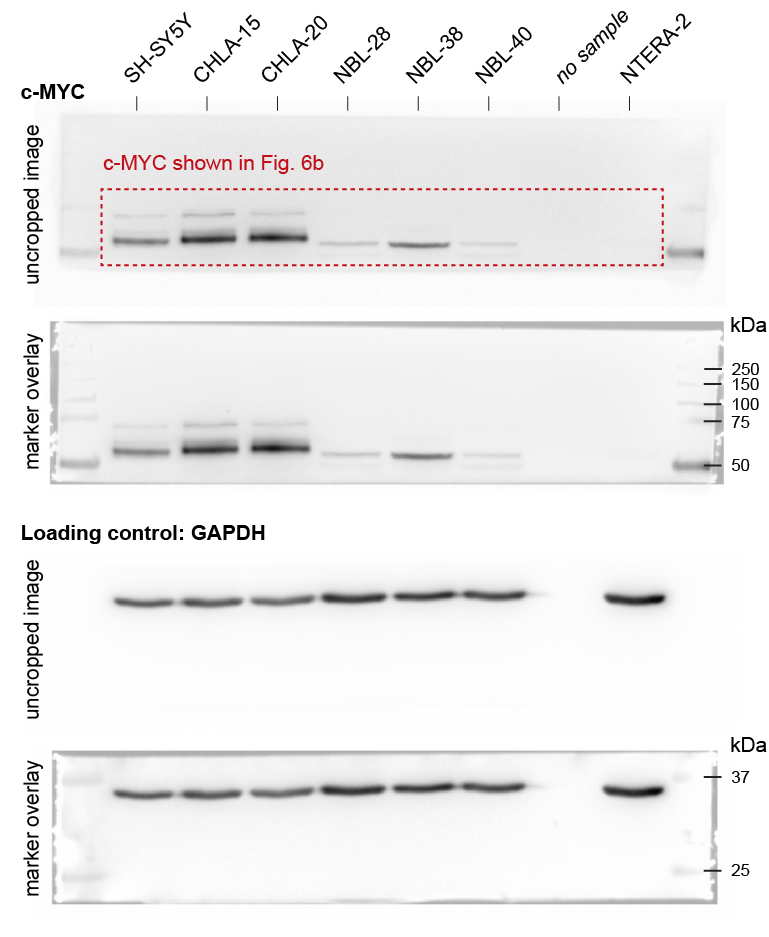 SH-SY5Y
CHLA-15
CHLA-20
NBL-28
NBL-38
NBL-40
no sample
NTERA-2
c-MYC
uncropped image
c-MYC shown in Fig. 6b
marker overlay
kDa
250
150
100
75
50
Loading control: GAPDH
uncropped image
marker overlay
kDa
37
25